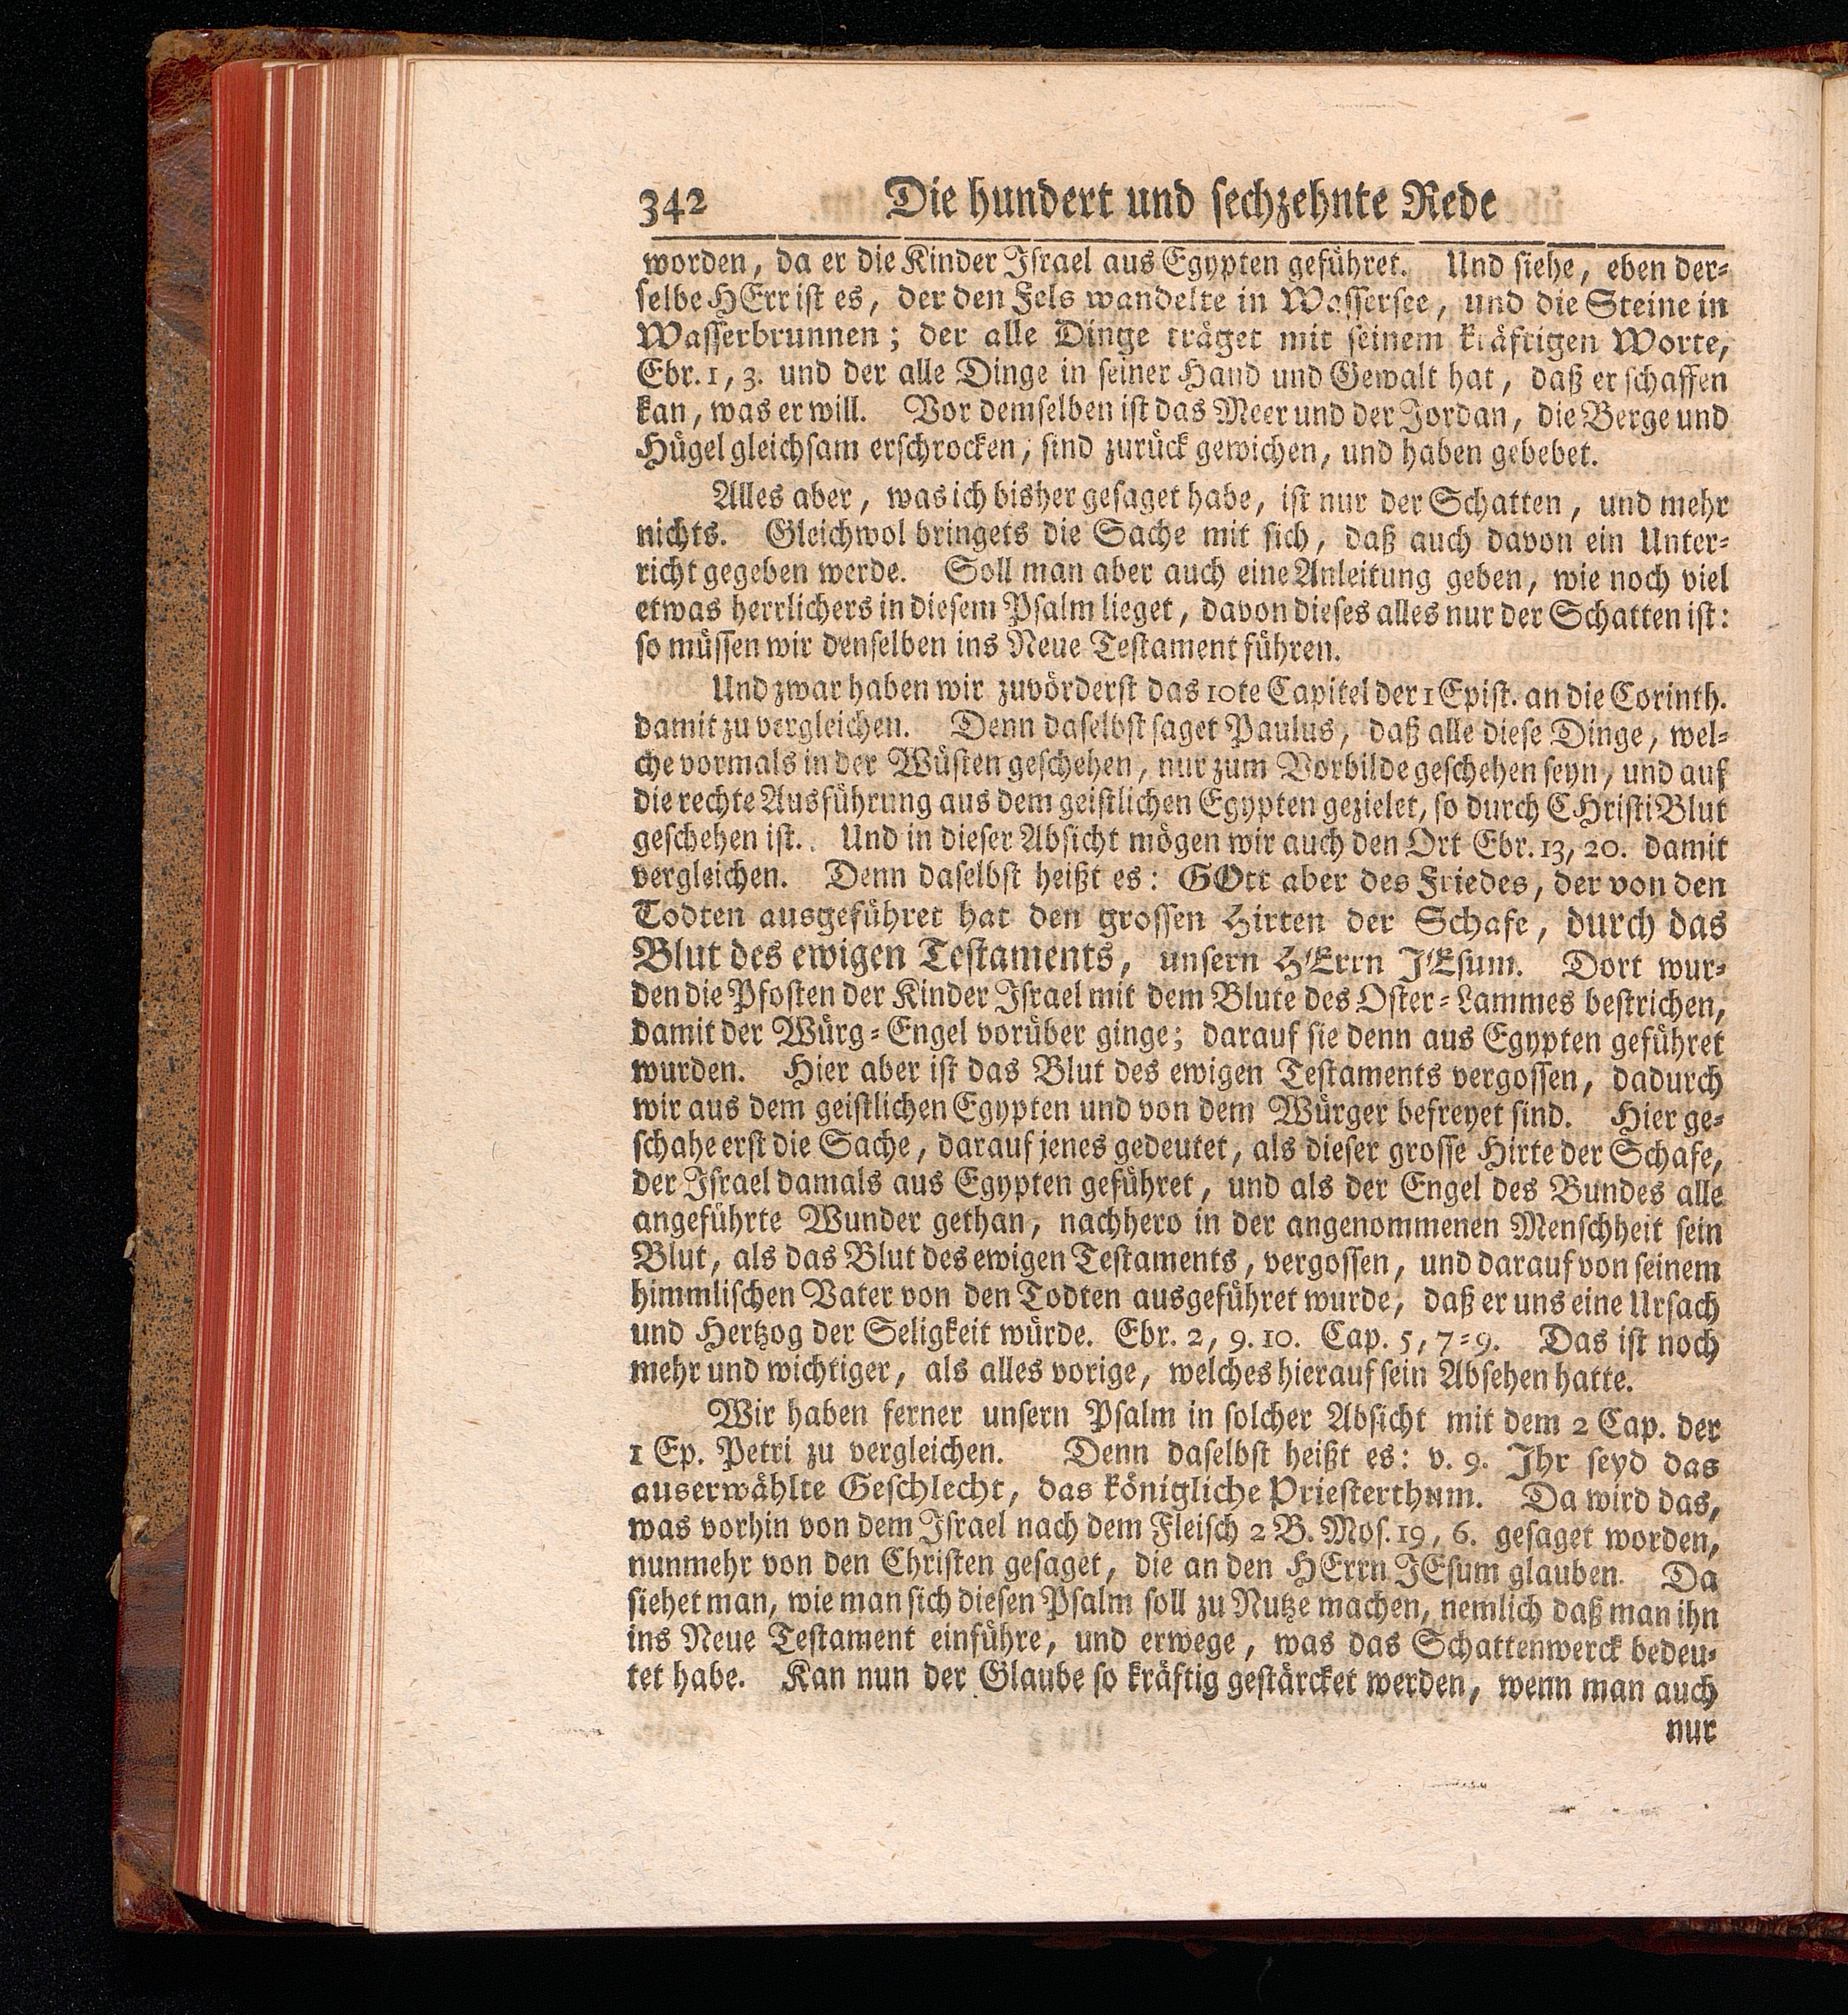 342 Die hundert und sechzehnte Rede
worden, da er die Kinder Israel aus Egypten geführet. Und siehe, eben der-
selbe HErr ist es, der den Fels wandelte in Wassersee, und die Steine in
Wasserbrunnen; der alle Dinge träget mit seinem kräftigen Worte,
Ebr. 1, 3. und der alle Dinge in seiner Hand und Gewalt hat, daß er schaffen
kan, was er will. Vor demselben ist das Meer und der Jordan, die Berge und
Hügel gleichsam erschrocken, sind zurück gewichen, und haben gebebet.
Alles aber, was ich bisher gesaget habe, ist nur der Schatten, und mehr
nichts. Gleichwol bringets die Sache mit sich, daß auch davon ein Unter-
richt gegeben werde. Soll man aber auch eine Anleitung geben, wie noch viel
etwas herrlichers in diesem Psalm lieget, davon dieses alles nur der Schatten ist:
so müssen wir denselben ins Neue Testament führen.
Und zwar haben wir zuvörderst das 10te Capitel der 1 Epist. an die Corinth.
damit zu vergleichen. Denn daselbst saget Paulus, daß alle diese Dinge, wel-
che vormals in der Wüsten geschehen, nur zum Vorbilde geschehen seyn, und auf
die rechte Ausführung aus dem geistlichen Egypten gezielet, so durch CHristi Blut
geschehen ist. Und in dieser Absicht mögen wir auch den Ort Ebr. 13, 20. damit
vergleichen. Denn daselbst heißt es: GOtt aber des Friedes, der von den
Todten ausgeführet hat den grossen Hirten der Schafe, durch das
Blut des ewigen Testaments, unsern HErrn JEsum. Dort wur-
den die Pfosten der Kinder Israel mit dem Blute des Oster-Lammes bestrichen,
damit der Würg-Engel vorüber ginge; darauf sie denn aus Egypten geführet
wurden. Hier aber ist das Blut des ewigen Testaments vergossen, dadurch
wir aus dem geistlichen Egypten und von dem Würger befreyet sind. Hier ge-
schahe erst die Sache, darauf jenes gedeutet, als dieser grosse Hirte der Schafe,
der Israel damals aus Egypten geführet, und als der Engel des Bundes alle
angeführte Wunder gethan, nachhero in der angenommenen Menschheit sein
Blut, als das Blut des ewigen Testaments, vergossen, und darauf von seinem
himmlischen Vater von den Todten ausgeführet wurde, daß er uns eine Ursach
und Hertzog der Seligkeit würde. Ebr. 2, 9. 10. Cap. 5, 7-9. Das ist noch
mehr und wichtiger, als alles vorige, welches hierauf sein Absehen hatte.
Wir haben ferner unsern Psalm in solcher Absicht mit dem 2 Cap. der
1 Ep. Petri zu vergleichen. Denn daselbst heißt es: v. 9. Ihr seyd das
auserwählte Geschlecht, das königliche Priesterthum. Da wird das,
was vorhin von dem Israel nach dem Fleisch 2 B. Mos. 19, 6. gesaget worden,
nunmehr von den Christen gesaget, die an den HErrn JEsum glauben. Da
siehet man, wie man sich diesen Psalm soll zu Nutze machen, nemlich daß man ihn
ins Neue Testament einführe, und erwege, was das Schattenwerck bedeu-
tet habe. Kan nun der Glaube so kräftig gestärcket werden, wenn man auch
nur